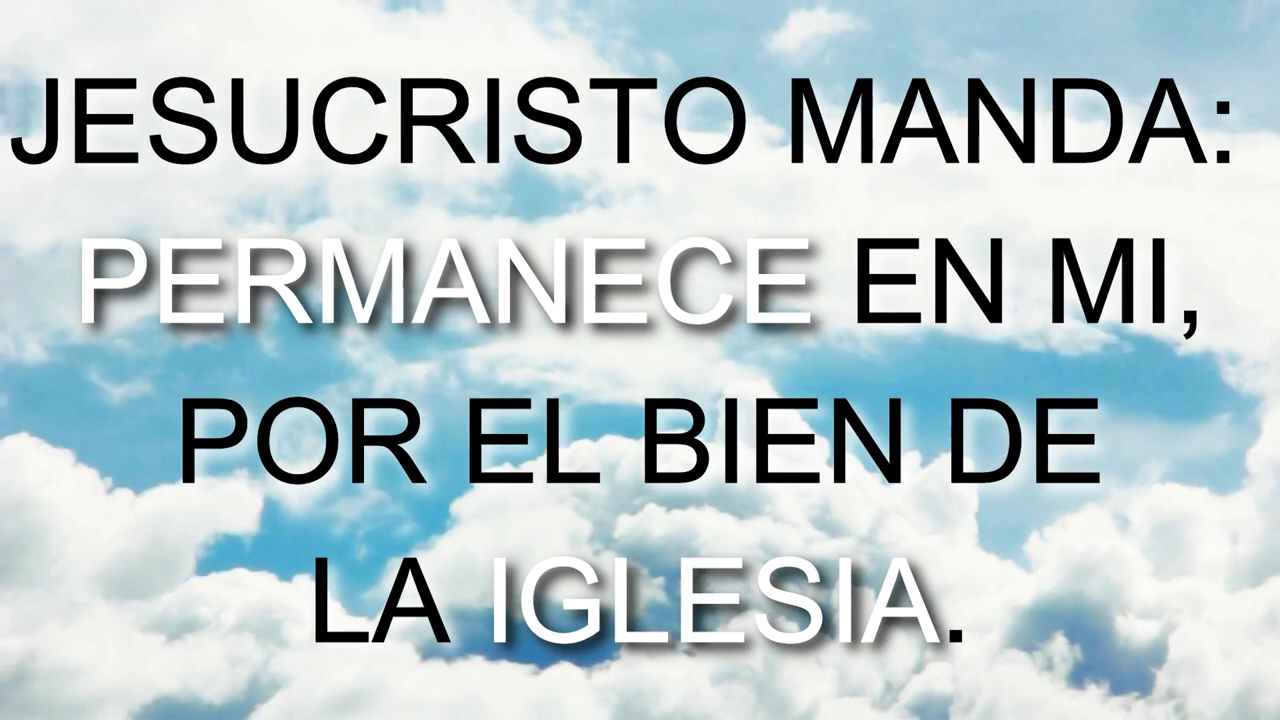 JESUCRISTO MANDA:
PERMANECE EN MI,
POR EL BIEN DE
LA IGLESIA.